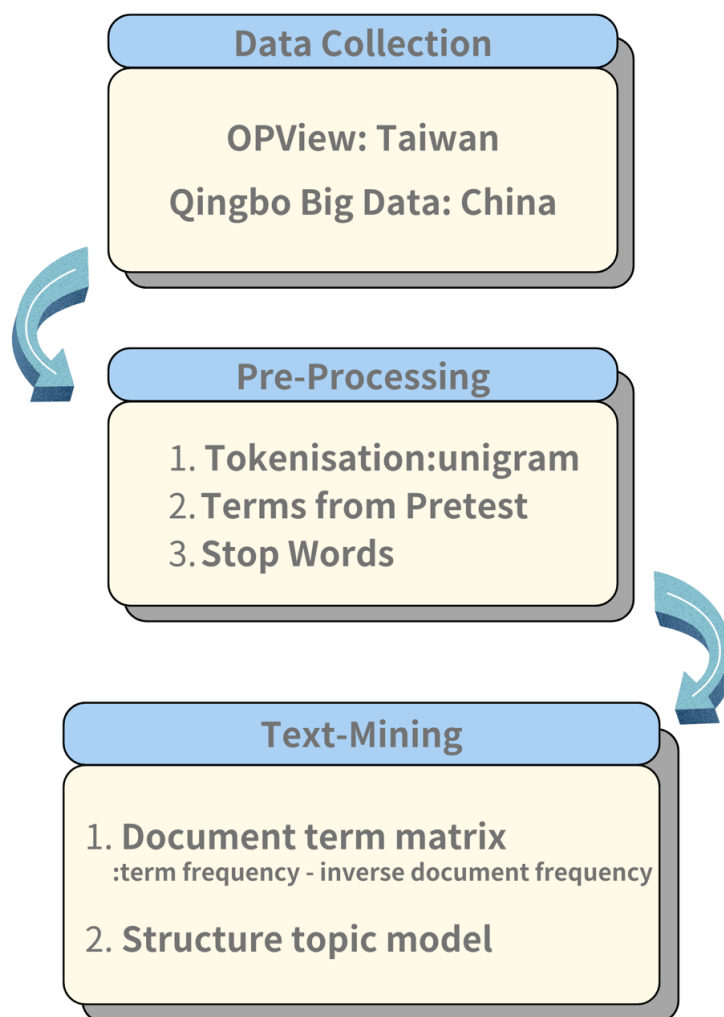 Data Collection
OPView: Taiwan
Qingbo Big Data: China
Pre-Processing
1. Tokenisation:unigram
2. Terms from Pretest
3. Stop Words
Text-Mining
1. Document term matrix
:term frequency - inverse document frequency
2. Structure topic model